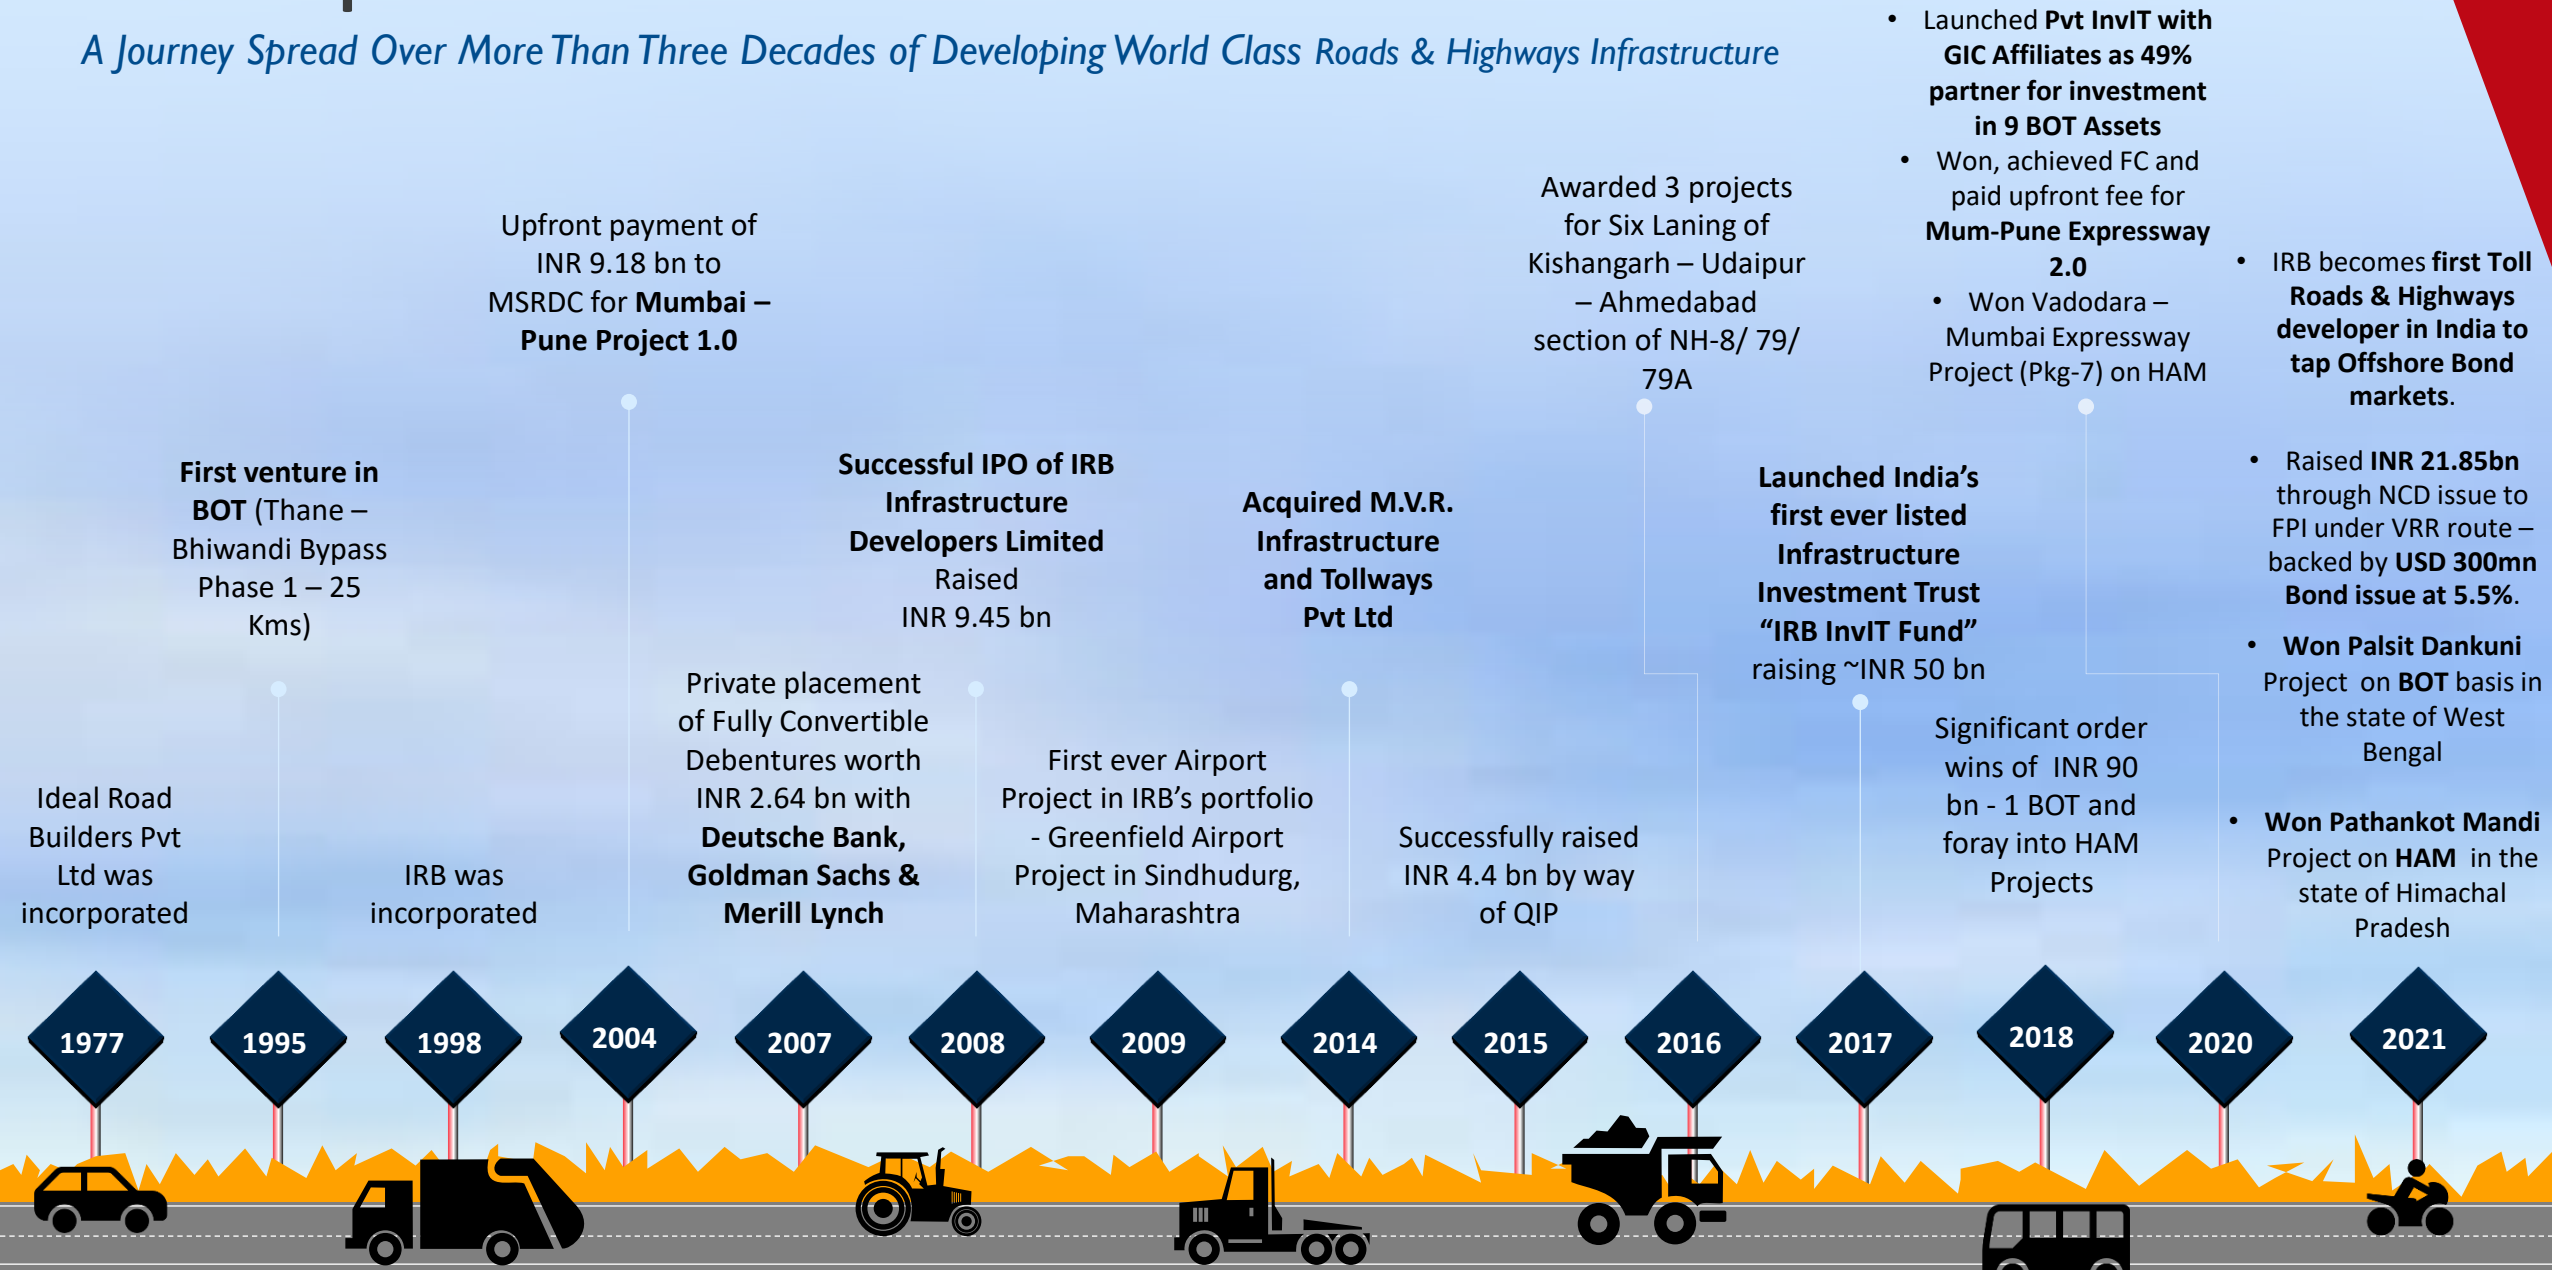 A Journey Spread Over More Than Three Decades of Developing World Class Roads & Highways Infrastructure
Ideal Road
Builders Pvt
Ltd was
incorporated
First venture in
BOT (Thane –
Bhiwandi Bypass
Phase 1 – 25
Kms)
IRB was
incorporated
Upfront payment of
INR 9.18 bn to
MSRDC for Mumbai –
Pune Project 1.0
Private placement
of Fully Convertible
Debentures worth
INR 2.64 bn with
Deutsche Bank,
Goldman Sachs &
Merill Lynch
Successful IPO of IRB
Infrastructure
Developers Limited
Raised
INR 9.45 bn
First ever Airport
Project in IRB’s portfolio
- Greenfield Airport
Project in Sindhudurg,
Maharashtra
Acquired M.V.R.
Infrastructure
and Tollways
Pvt Ltd
Successfully raised
INR 4.4 bn by way
of QIP
Awarded 3 projects
for Six Laning of
Kishangarh – Udaipur
– Ahmedabad
section of NH-8/ 79/
79A
Launched India’s
first ever listed
Infrastructure
Investment Trust
“IRB InvIT Fund”
raising ~INR 50 bn
Significant order
wins of INR 90
bn - 1 BOT and
foray into HAM
Projects
• Launched Pvt InvIT with
GIC Affiliates as 49%
partner for investment
in 9 BOT Assets
• Won, achieved FC and
paid upfront fee for
Mum-Pune Expressway
2.0
• Won Vadodara –
Mumbai Expressway
Project (Pkg-7) on HAM
• IRB becomes first Toll
Roads & Highways
developer in India to
tap Offshore Bond
markets.
• Raised INR 21.85bn
through NCD issue to
FPI under VRR route –
backed by USD 300mn
Bond issue at 5.5%.
• Won Palsit Dankuni
Project on BOT basis in
the state of West
Bengal
• Won Pathankot Mandi
Project on HAM in the
state of Himachal
Pradesh
1977
1995
1998
2004
2007
2008
2009
2014
2015
2016
2017
2018
2020
2021